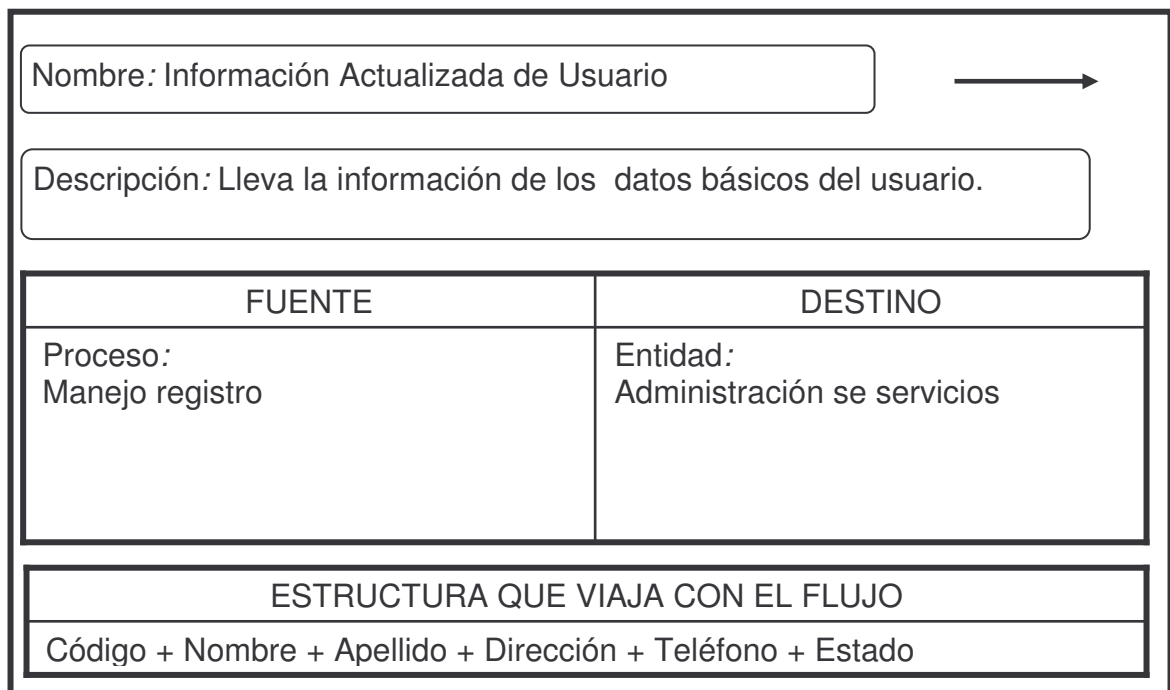 Nombre: Información Actualizada de Usuario
Descripción: Lleva la información de los datos básicos del usuario.
FUENTE
DESTINO
Proceso:
Manejo registro
Entidad:
Administración se servicios
ESTRUCTURA QUE VIAJA CON EL FLUJO
Código + Nombre + Apellido + Dirección + Teléfono + Estado